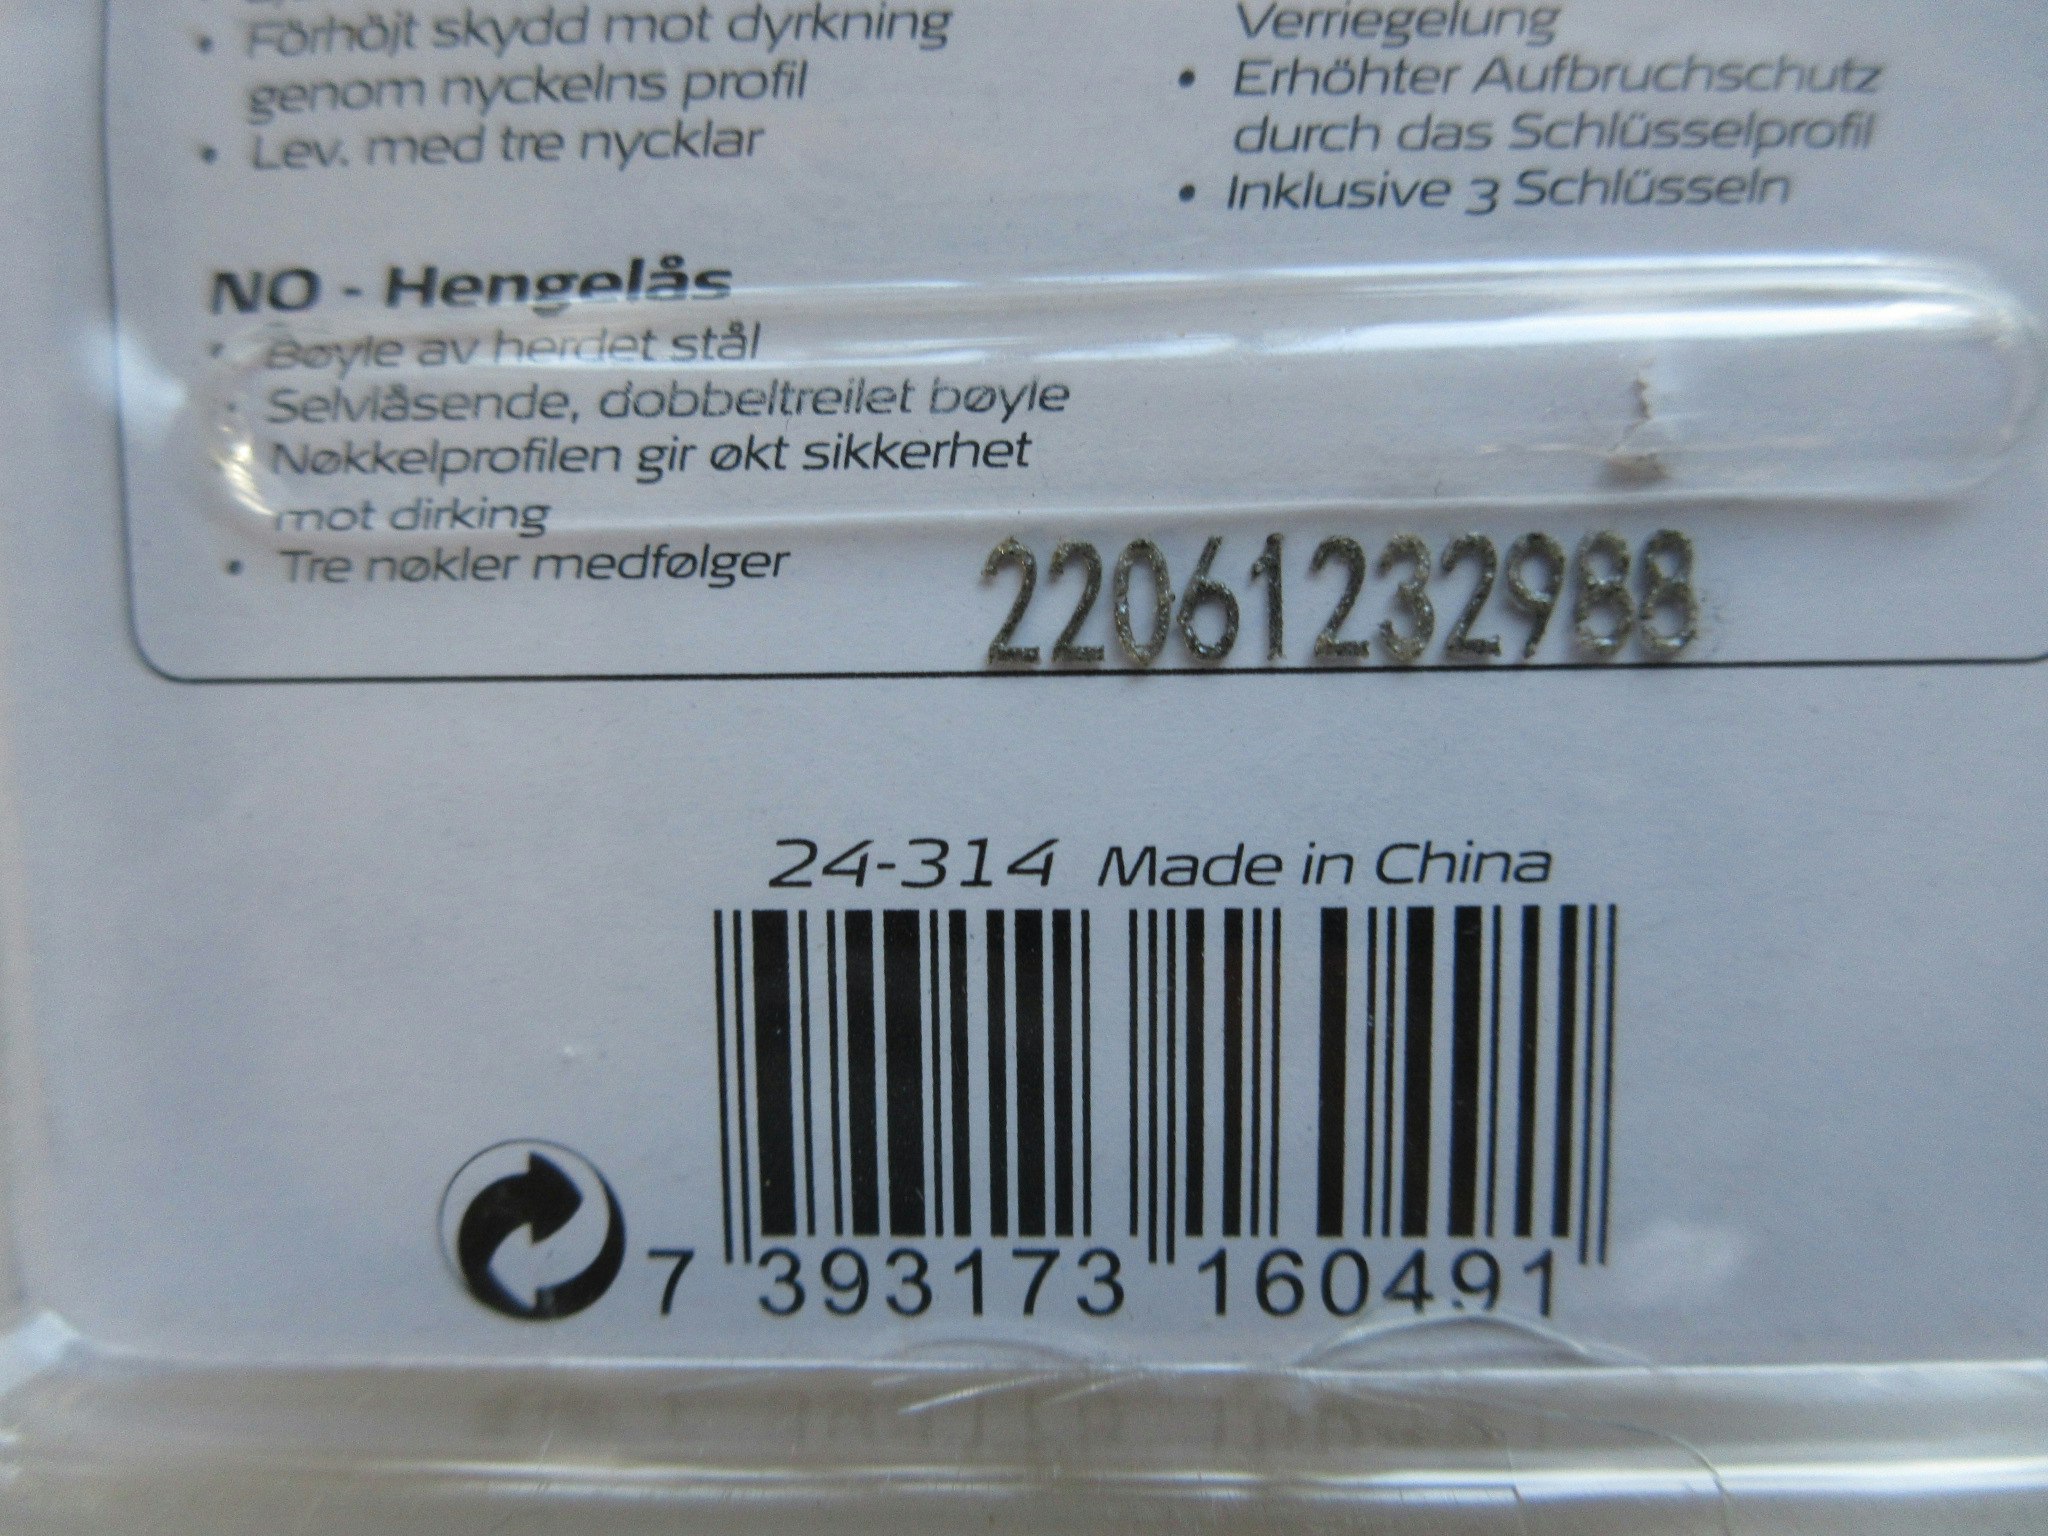 Förhöjt skydd mot dyrkning
genom nyckelns profil
• Lev. med tre nycklar
Verriegelung
• Erhöhter Aufbruchschutz
durch das Schlüsselprofil
• Inklusive 3 Schlüsseln
NO - Hengelås
• Bøyle av herdet stål
• Selvlåsende, dobbeltreilet bøyle
Nøkkelprofilen gir økt sikkerhet
mot dirking
• Tre nøkler medfølger
22061232988
24-314 Made in China
7 393173 160491